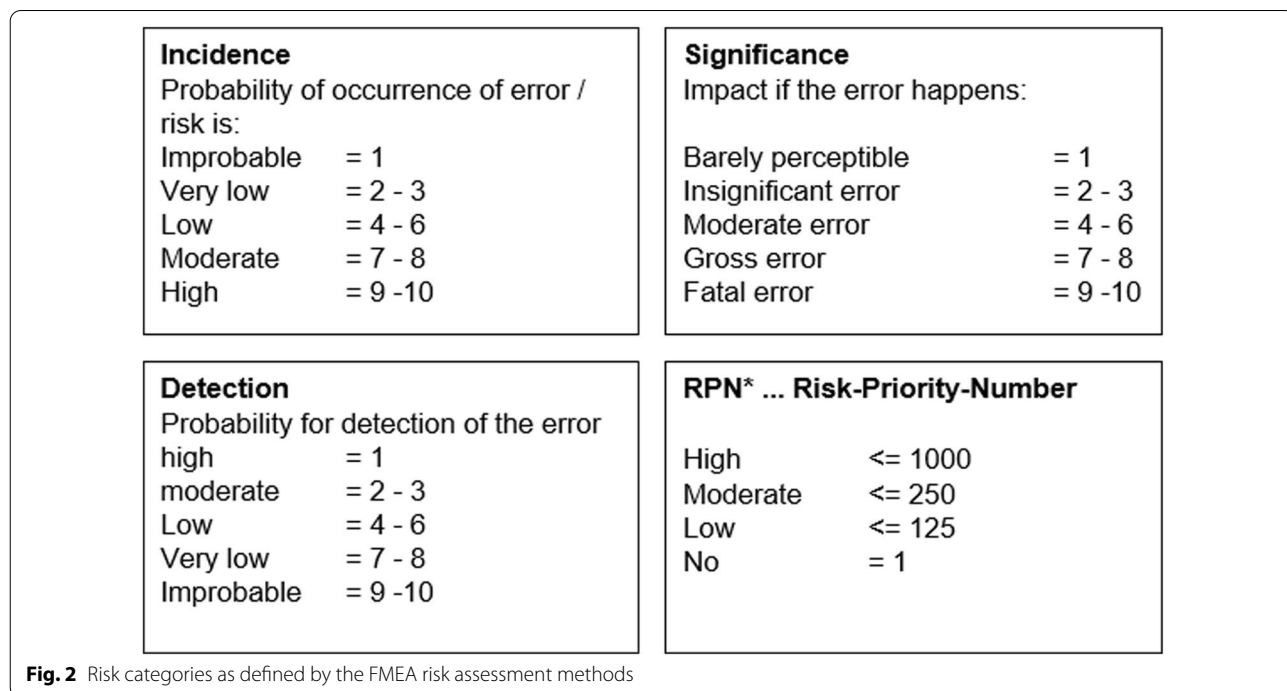 Incidence
Probability of occurrence of error /
risk is:
Improbable = 1
Very low = 2 - 3
Low = 4 - 6
Moderate = 7 - 8
High = 9 -10
Significance
Impact if the error happens:
Barely perceptible = 1
Insignificant error = 2 - 3
Moderate error = 4 - 6
Gross error = 7 - 8
Fatal error = 9 -10
Detection
Probability for detection of the error
high = 1
moderate = 2 - 3
Low = 4 - 6
Very low = 7 - 8
Improbable = 9 -10
RPN* ... Risk-Priority-Number
High <= 1000
Moderate <= 250
Low <= 125
No = 1
Fig. 2 Risk categories as defined by the FMEA risk assessment methods